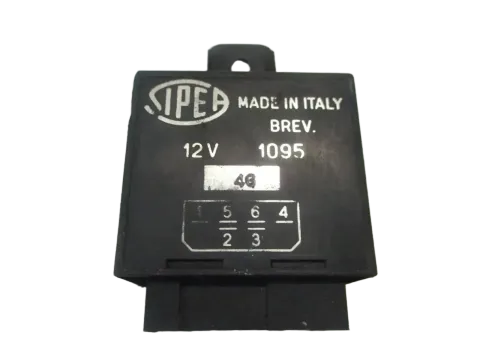 SIPEA
MADE IN ITALY
BREV.
12 V 1095
46
1 5 6 4
2 3